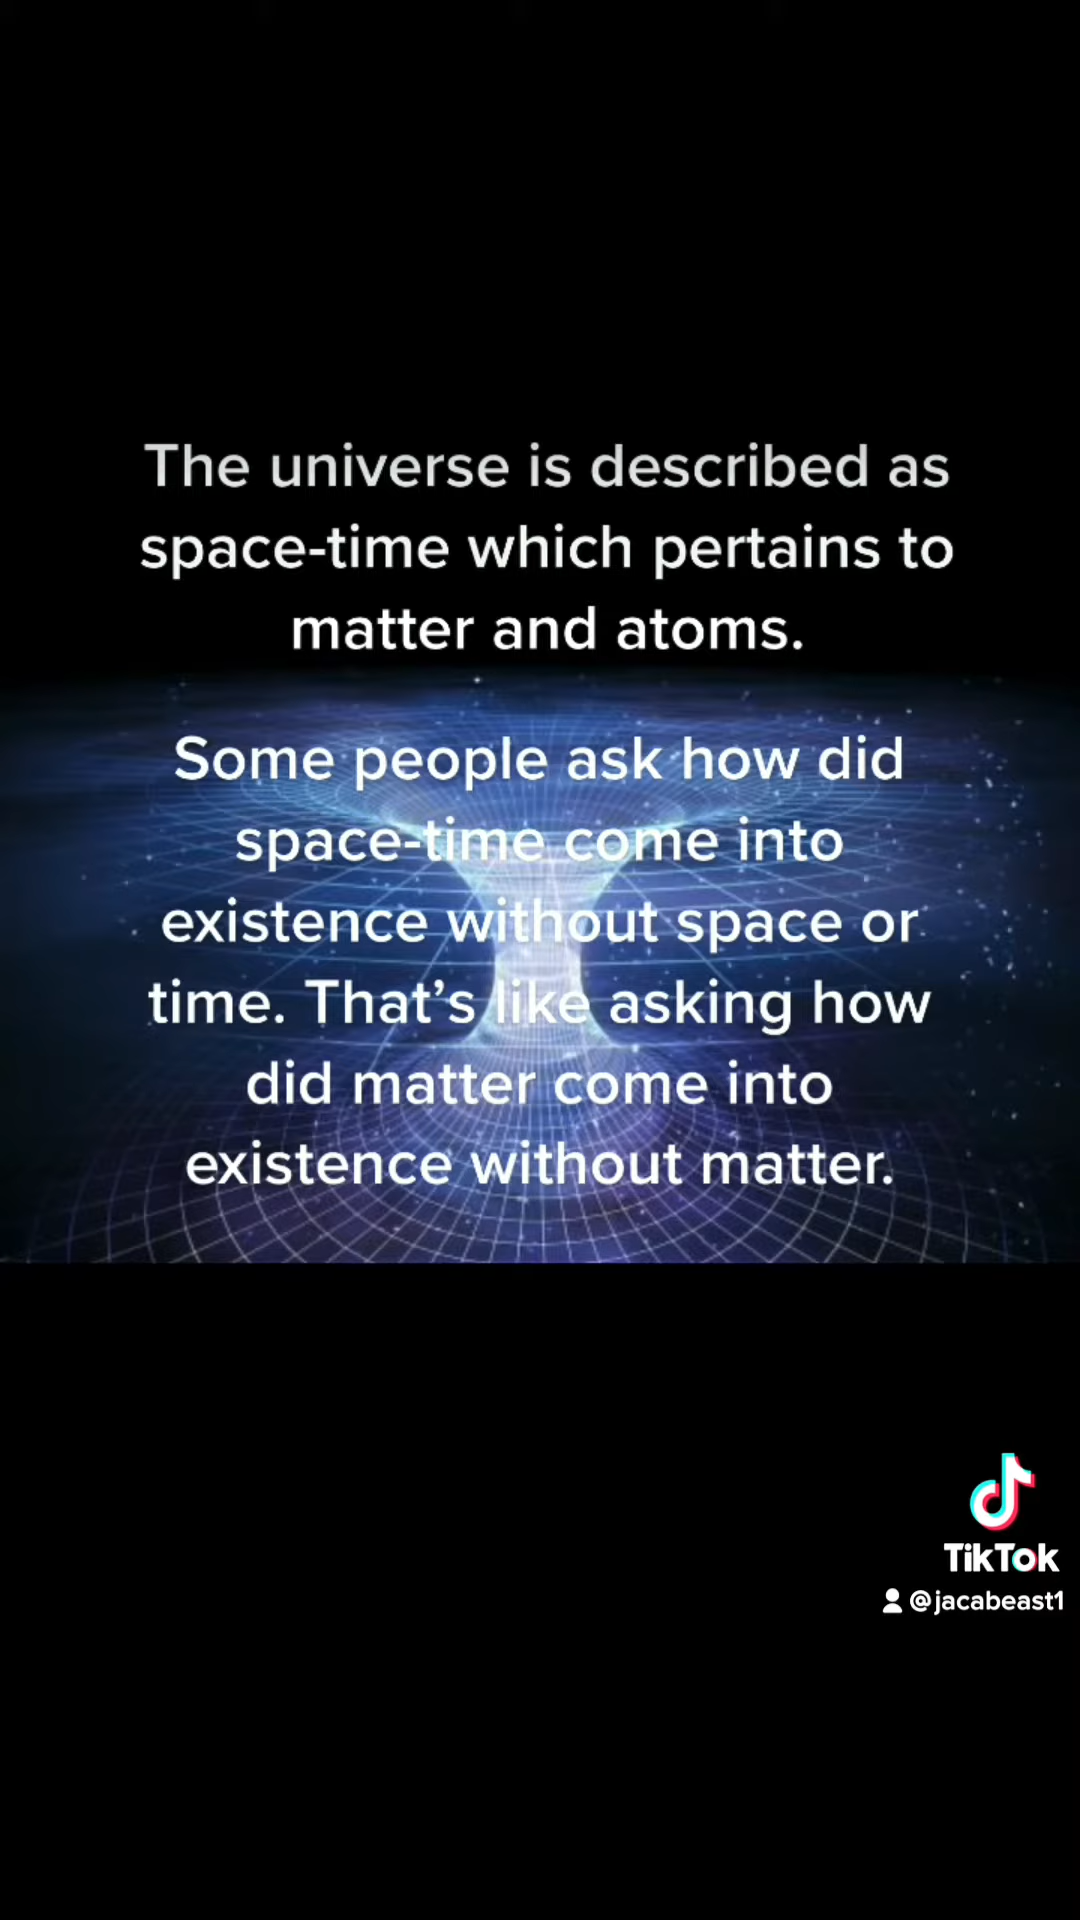 The universe is described as
space-time which pertains to
matter and atoms.
Some people ask how did
space-time come into
existence without space or
time. That’s like asking how
did matter come into
existence without matter.
TikTok
@jacabeast1